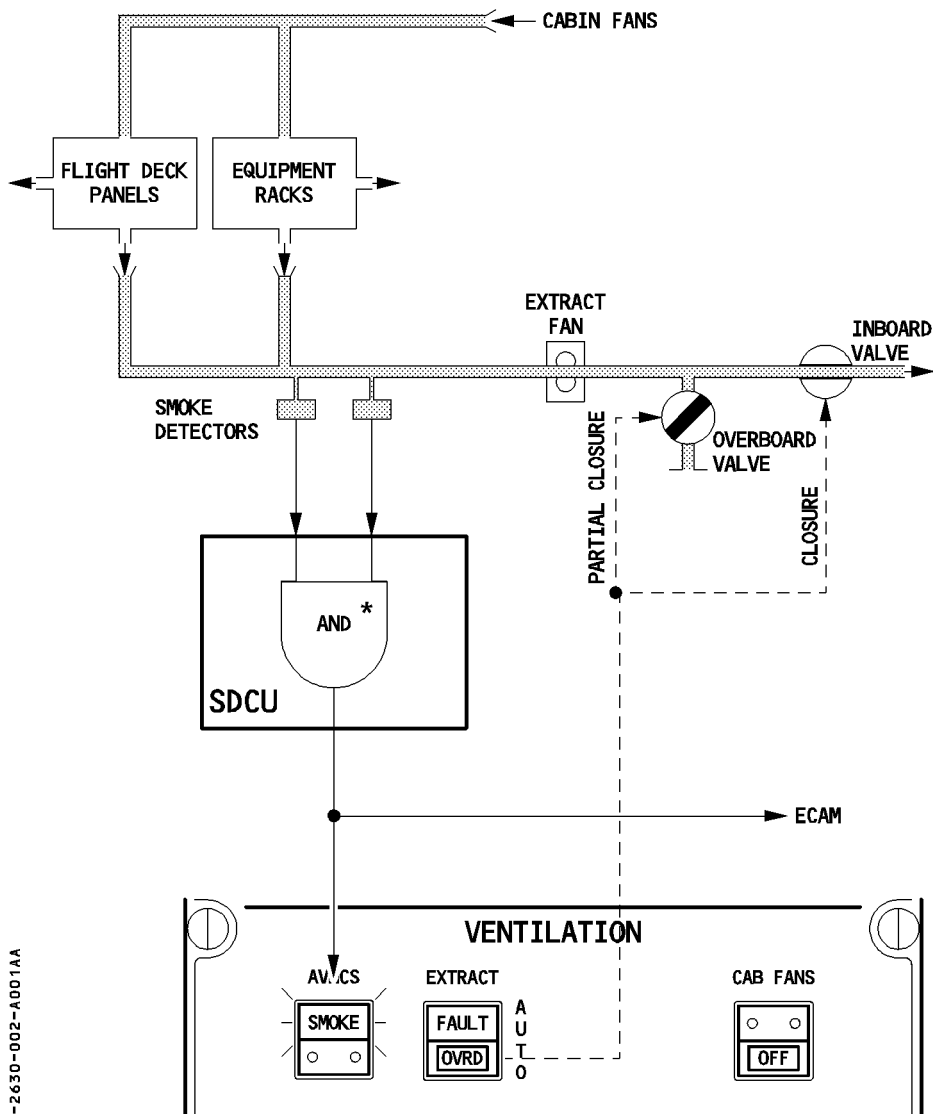 CABIN FANS
FLIGHT DECK
PANELS
EQUIPMENT
RACKS
EXTRACT
FAN
INBOARD
VALVE
SMOKE
DETECTORS
OVERBOARD
VALVE
PARTIAL CLOSURE
CLOSURE
AND *
SDCU
ECAM
VENTILATION
EXTRACT
CAB FANS
SMOKE
FAULT
OVRD
AUTO
OFF
-2630-002-A001AA